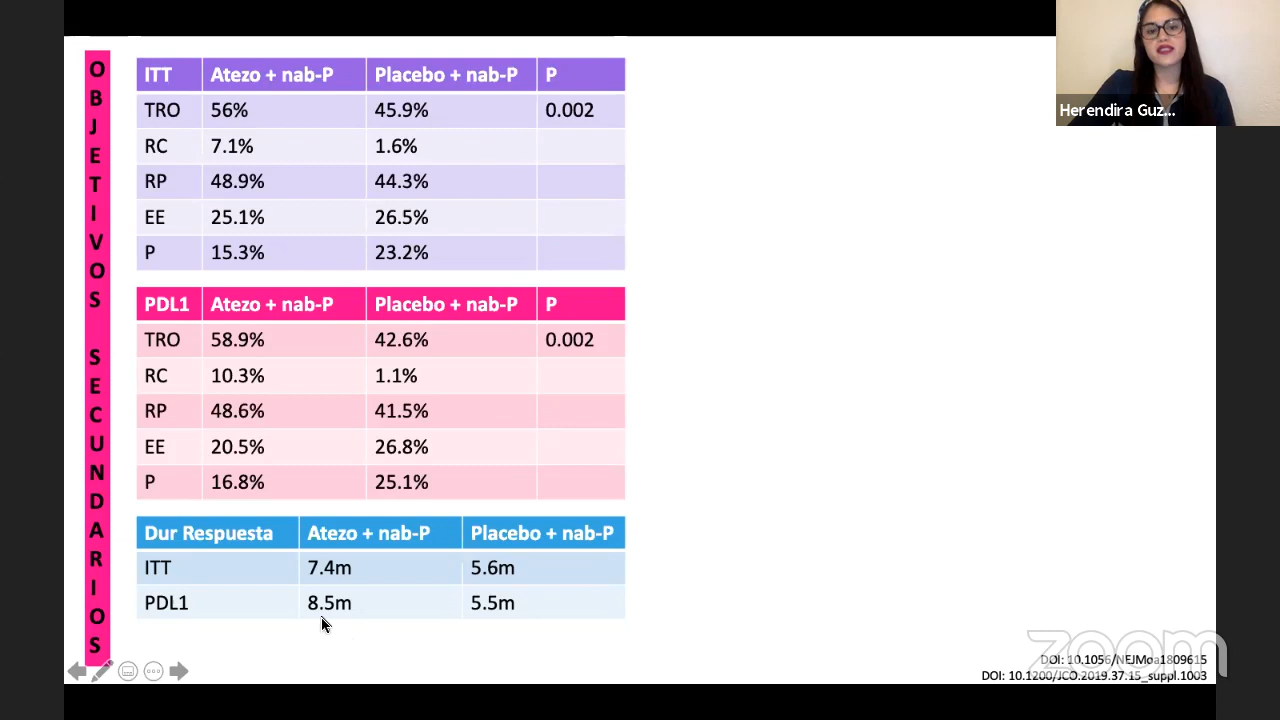 OBJETIVOS SECUNDARIOS
ITT Atezo + nab-P Placebo + nab-P P
TRO 56% 45.9% 0.002
RC 7.1% 1.6%
RP 48.9% 44.3%
EE 25.1% 26.5%
P 15.3% 23.2%
PDL1 Atezo + nab-P Placebo + nab-P P
TRO 58.9% 42.6% 0.002
RC 10.3% 1.1%
RP 48.6% 41.5%
EE 20.5% 26.8%
P 16.8% 25.1%
Dur Respuesta Atezo + nab-P Placebo + nab-P
ITT 7.4m 5.6m
PDL1 8.5m 5.5m
Herendira Guz...
zoom
DOI: 10.1056/NEJMoa1809615
DOI: 10.1200/JCO.2019.37.15_suppl.1003